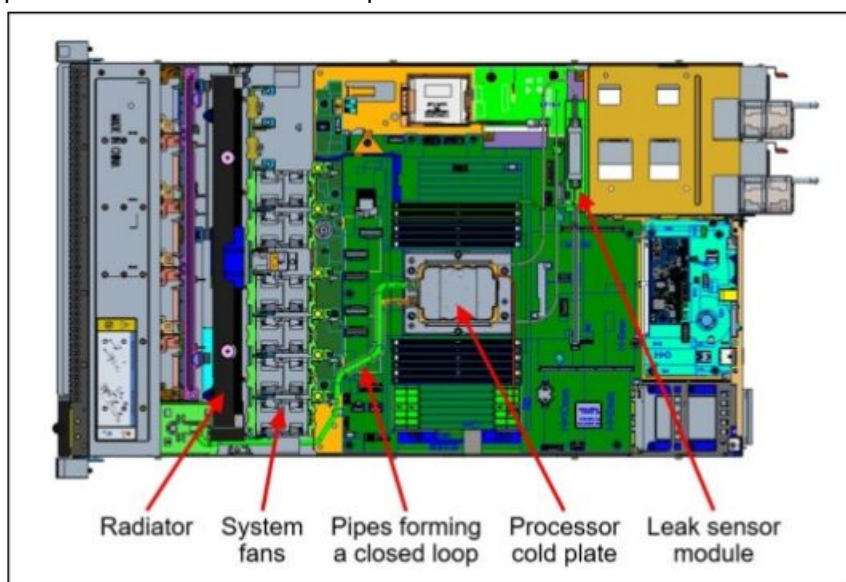 Radiator
System
fans
Pipes forming
a closed loop
Processor
cold plate
Leak sensor
module